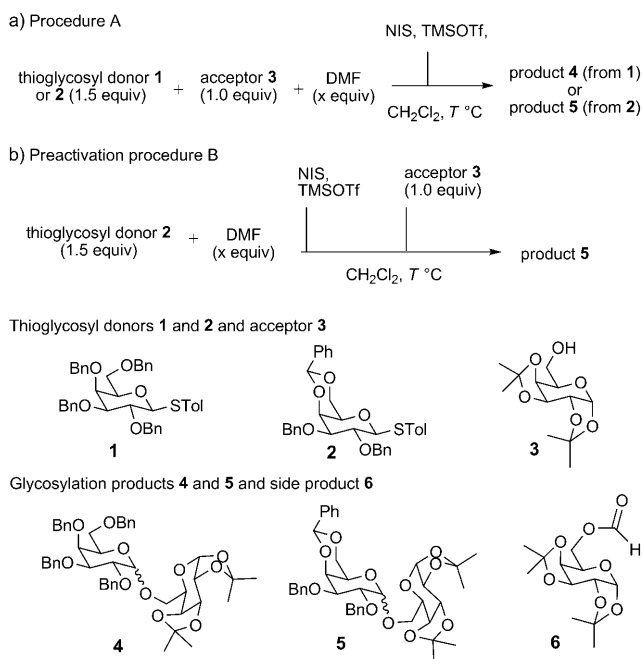 a) Procedure A
NIS, TMSOTf,
thioglycosyl donor 1 + acceptor 3 + DMF product 4 (from 1)
or 2 (1.5 equiv) (1.0 equiv) (x equiv) or
CH2Cl2, T °C product 5 (from 2)
b) Preactivation procedure B
NIS, acceptor 3
TMSOTf (1.0 equiv)
thioglycosyl donor 2 + DMF product 5
(1.5 equiv) (x equiv)
CH2Cl2, T °C
Thioglycosyl donors 1 and 2 and acceptor 3
BnO OBn
O
BnO STol
OBn
1
Ph
O
O
O
BnO STol
OBn
2
OH
O
O
O
O
O
3
Glycosylation products 4 and 5 and side product 6
BnO OBn
O
BnO
BnO
O
O
O
O
O
O
4
Ph
O
O
O
BnO
BnO
O
O
O
O
O
O
5
O
H
O
O
O
O
O
O
6